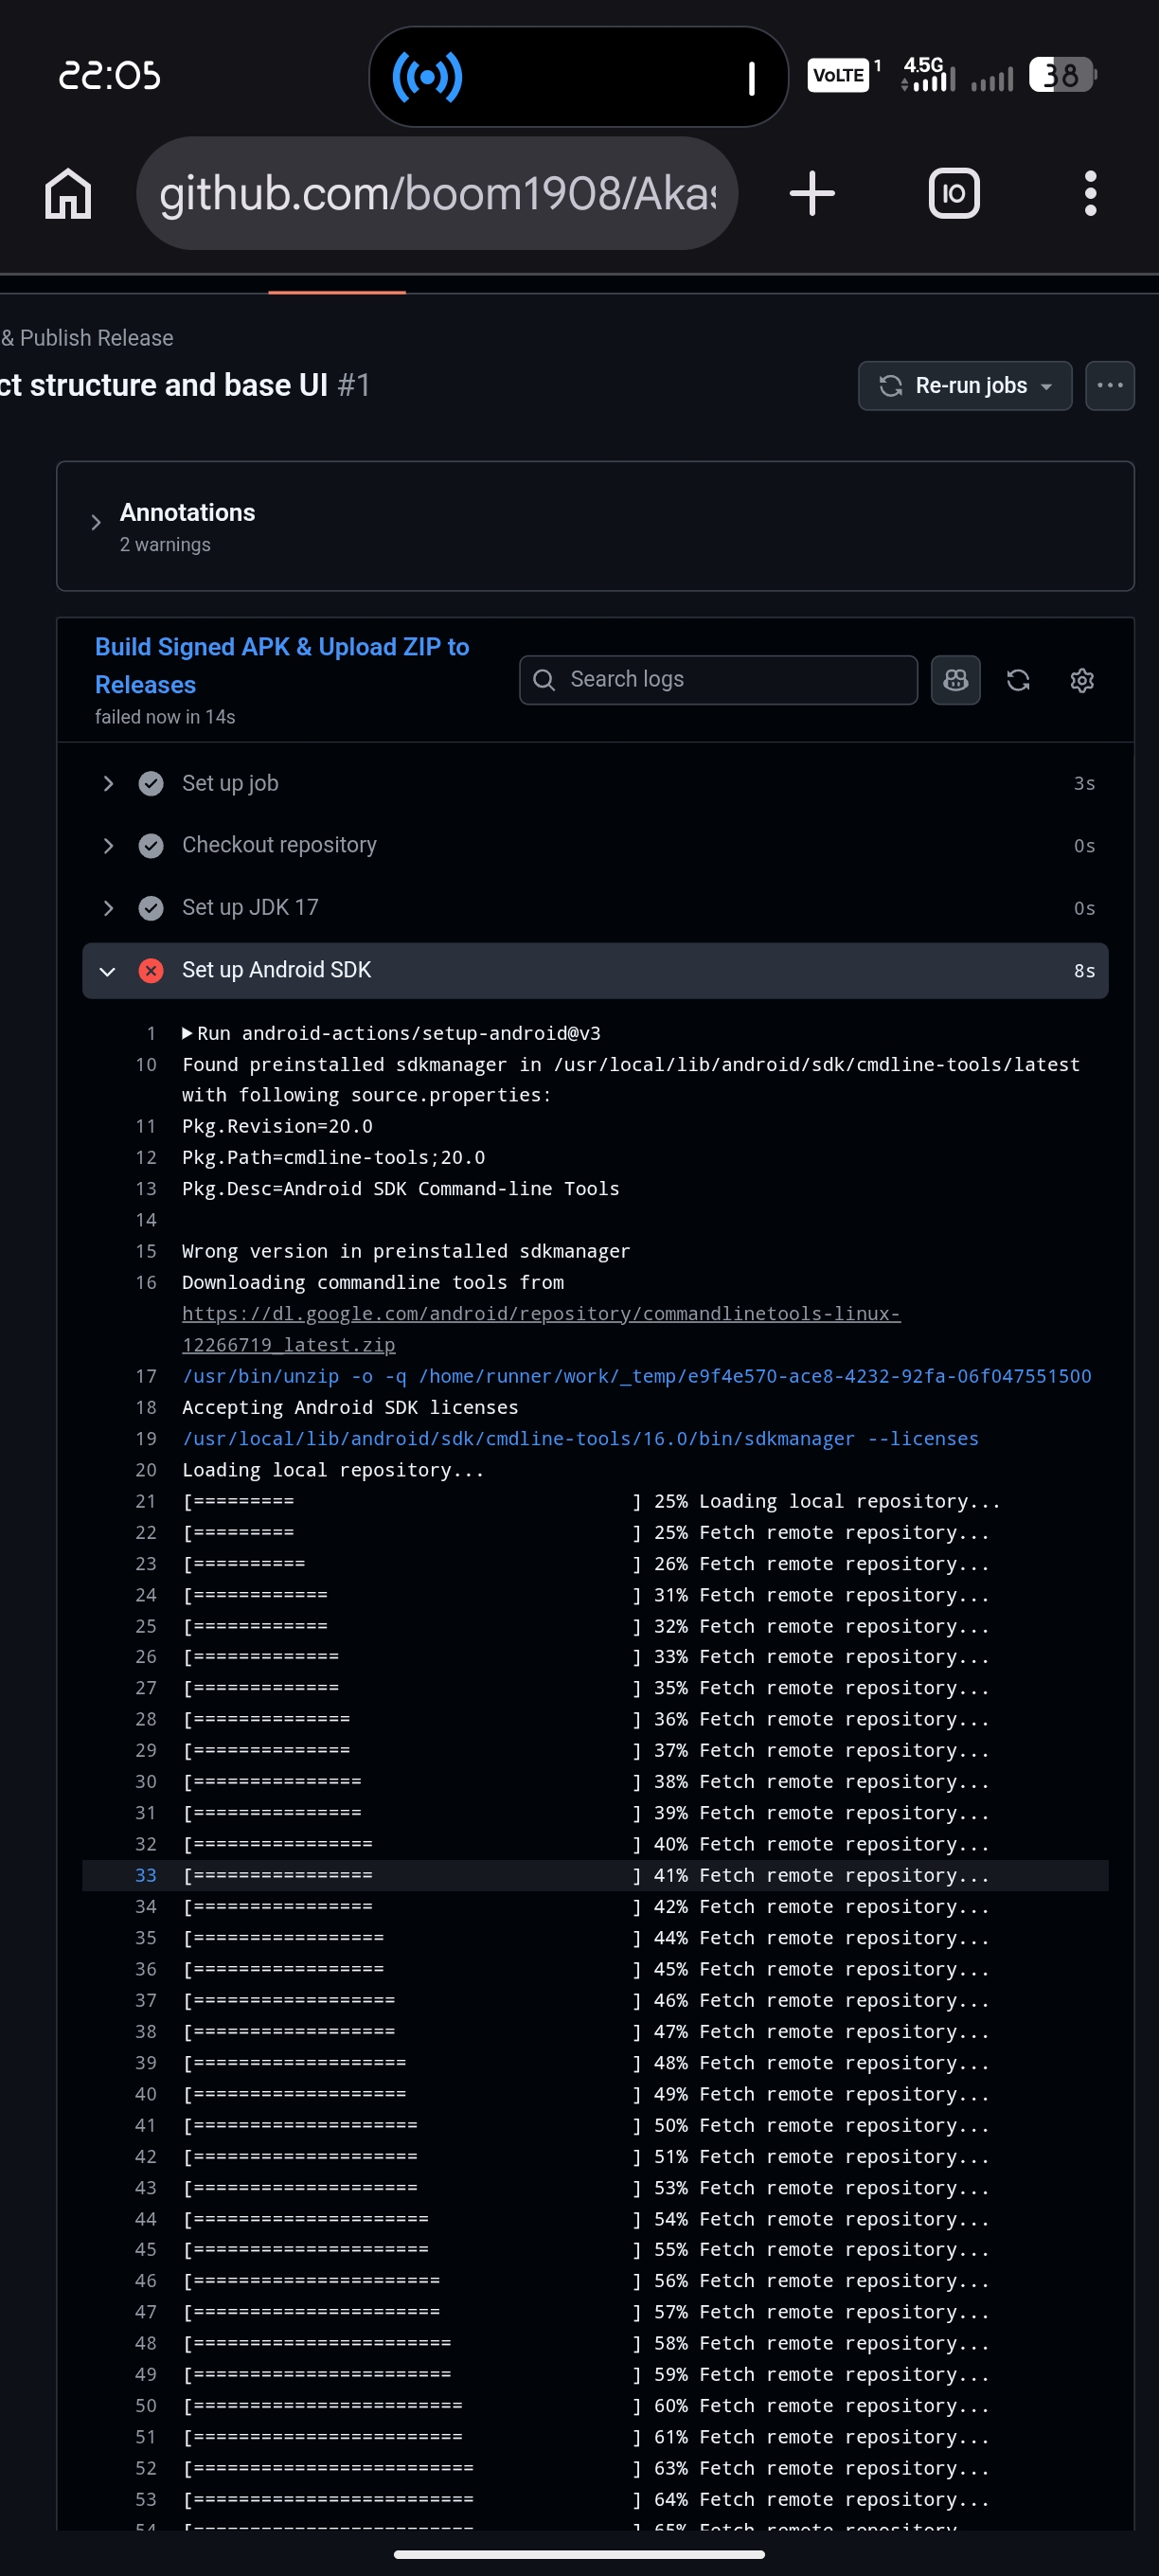 22:05
VoLTE 1
4.5G
38
github.com/boom1908/Akas
10
& Publish Release
ct structure and base UI #1
Re-run jobs
Annotations
2 warnings
Build Signed APK & Upload ZIP to
Releases
failed now in 14s
Search logs
Set up job 3s
Checkout repository 0s
Set up JDK 17 0s
Set up Android SDK 8s
1 Run android-actions/setup-android@v3
10 Found preinstalled sdkmanager in /usr/local/lib/android/sdk/cmdline-tools/latest
with following source.properties:
11 Pkg.Revision=20.0
12 Pkg.Path=cmdline-tools;20.0
13 Pkg.Desc=Android SDK Command-line Tools
14
15 Wrong version in preinstalled sdkmanager
16 Downloading commandline tools from
https://dl.google.com/android/repository/commandlinetools-linux-
12266719_latest.zip
17 /usr/bin/unzip -o -q /home/runner/work/_temp/e9f4e570-ace8-4232-92fa-06f047551500
18 Accepting Android SDK licenses
19 /usr/local/lib/android/sdk/cmdline-tools/16.0/bin/sdkmanager --licenses
20 Loading local repository...
21 [=========                              ] 25% Loading local repository...
22 [=========                              ] 25% Fetch remote repository...
23 [==========                             ] 26% Fetch remote repository...
24 [============                           ] 31% Fetch remote repository...
25 [============                           ] 32% Fetch remote repository...
26 [=============                          ] 33% Fetch remote repository...
27 [=============                          ] 35% Fetch remote repository...
28 [==============                         ] 36% Fetch remote repository...
29 [==============                         ] 37% Fetch remote repository...
30 [===============                        ] 38% Fetch remote repository...
31 [===============                        ] 39% Fetch remote repository...
32 [================                       ] 40% Fetch remote repository...
33 [================                       ] 41% Fetch remote repository...
34 [================                       ] 42% Fetch remote repository...
35 [=================                      ] 44% Fetch remote repository...
36 [=================                      ] 45% Fetch remote repository...
37 [==================                     ] 46% Fetch remote repository...
38 [==================                     ] 47% Fetch remote repository...
39 [===================                    ] 48% Fetch remote repository...
40 [===================                    ] 49% Fetch remote repository...
41 [====================                   ] 50% Fetch remote repository...
42 [====================                   ] 51% Fetch remote repository...
43 [====================                   ] 53% Fetch remote repository...
44 [=====================                  ] 54% Fetch remote repository...
45 [=====================                  ] 55% Fetch remote repository...
46 [======================                 ] 56% Fetch remote repository...
47 [======================                 ] 57% Fetch remote repository...
48 [=======================                ] 58% Fetch remote repository...
49 [=======================                ] 59% Fetch remote repository...
50 [========================               ] 60% Fetch remote repository...
51 [========================               ] 61% Fetch remote repository...
52 [=========================              ] 63% Fetch remote repository...
53 [=========================              ] 64% Fetch remote repository...
54 [=========================              ] 65% Fetch remote repository